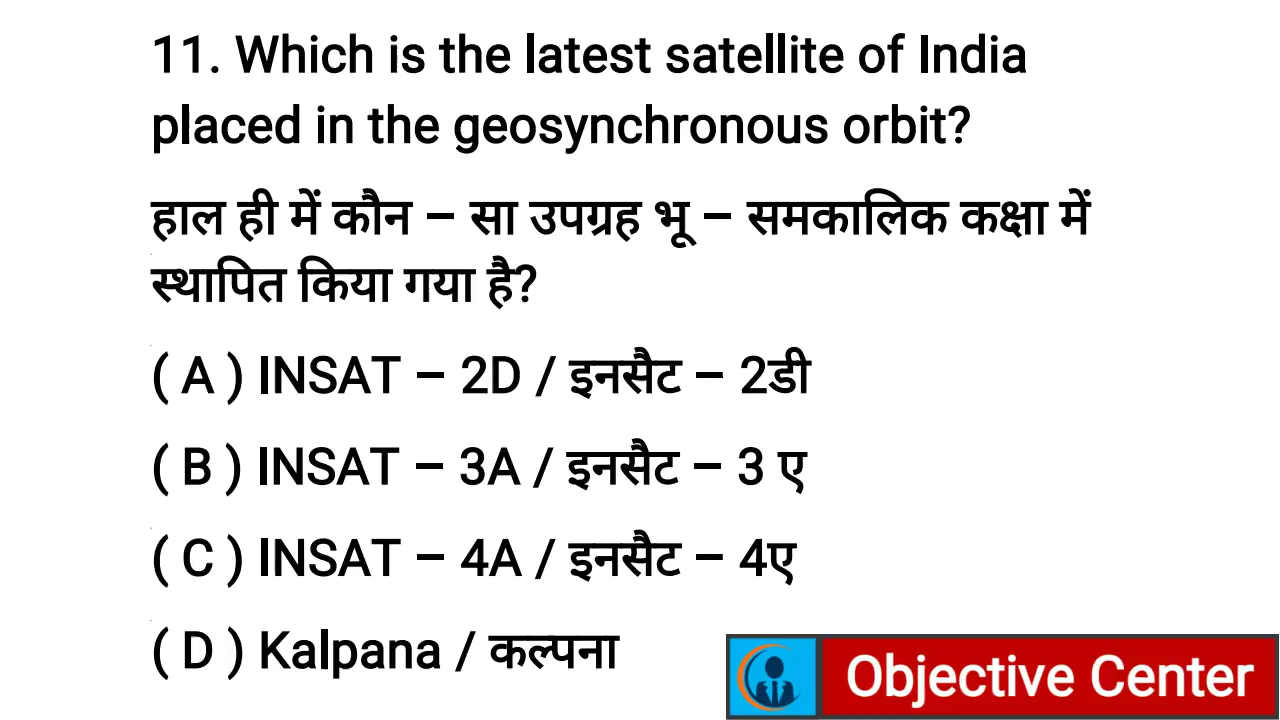 11. Which is the latest satellite of India
placed in the geosynchronous orbit?
हाल ही में कौन – सा उपग्रह भू – समकालिक कक्षा में
स्थापित किया गया है?
( A ) INSAT – 2D / इनसैट – 2डी
( B ) INSAT – 3A / इनसैट – 3 ए
( C ) INSAT – 4A / इनसैट – 4ए
( D ) Kalpana / कल्पना
Objective Center